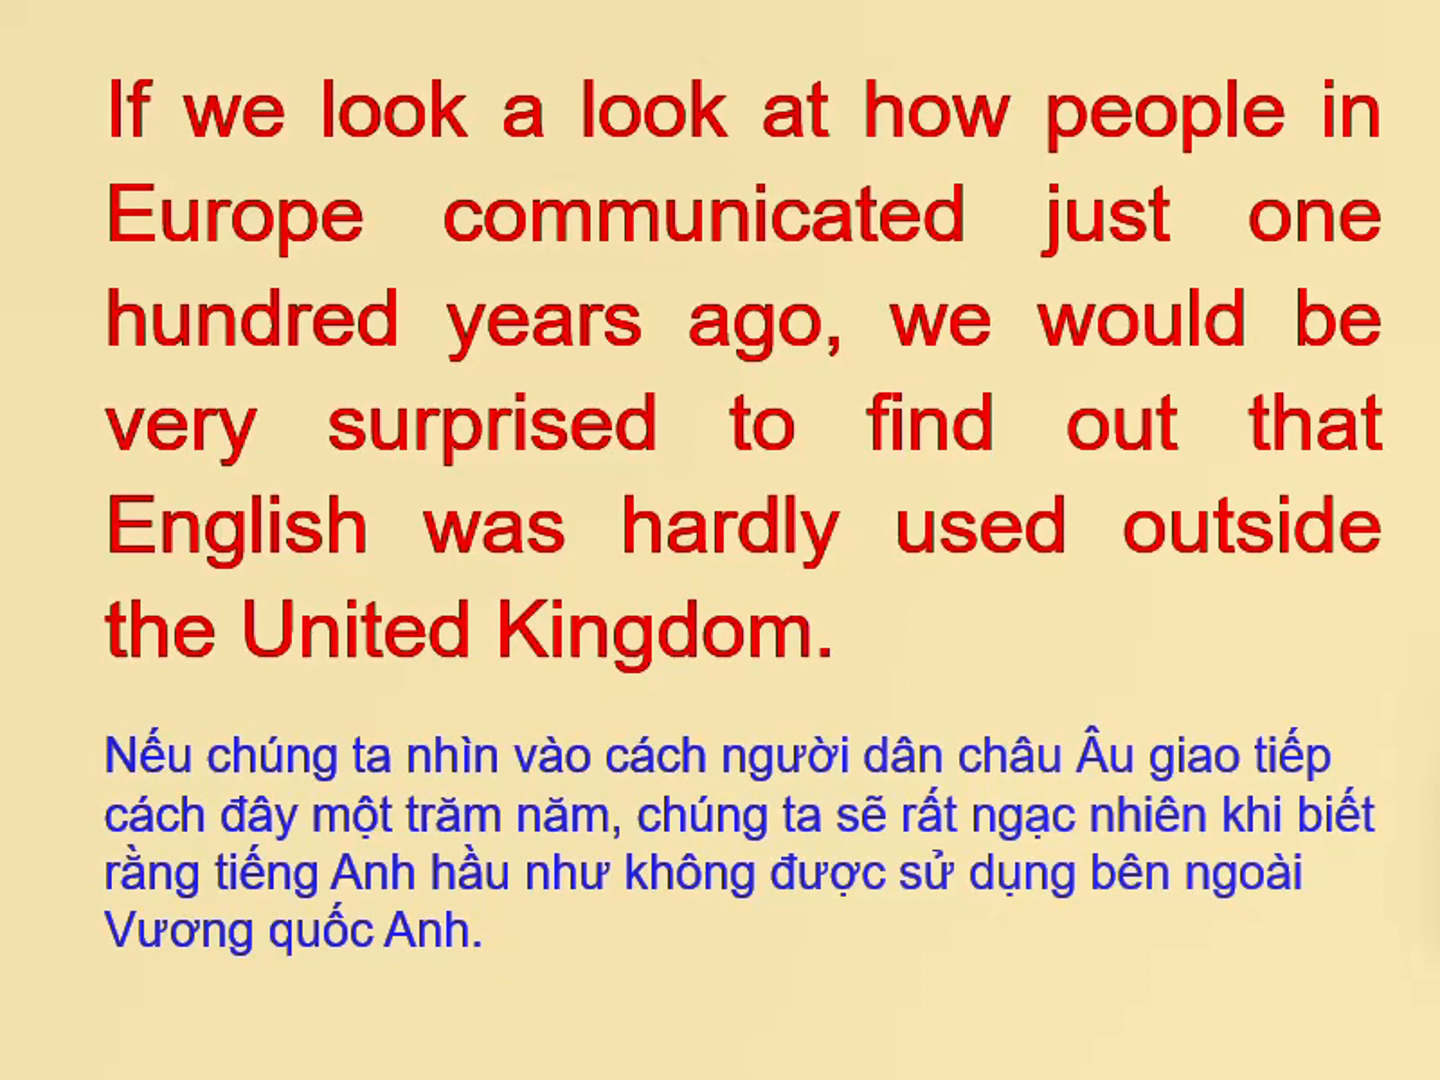 If we look a look at how people in
Europe communicated just one
hundred years ago, we would be
very surprised to find out that
English was hardly used outside
the United Kingdom.
Nếu chúng ta nhìn vào cách người dân châu Âu giao tiếp
cách đây một trăm năm, chúng ta sẽ rất ngạc nhiên khi biết
rằng tiếng Anh hầu như không được sử dụng bên ngoài
Vương quốc Anh.